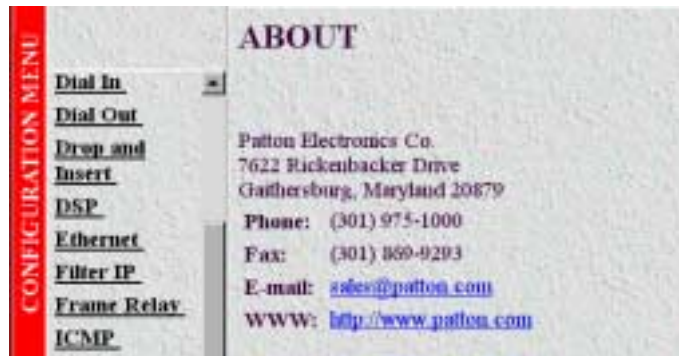 CONFIGURATION MENU
Dial In
Dial Out
Drop and
Insert
DSP
Ethernet
Filter IP
Frame Relay
ICMP
ABOUT
Patton Electronics Co.
7622 Rickenbacker Drive
Gaithersburg, Maryland 20879
Phone: (301) 975-1000
Fax: (301) 869-9293
E-mail: sales@patton.com
WWW: http://www.patton.com